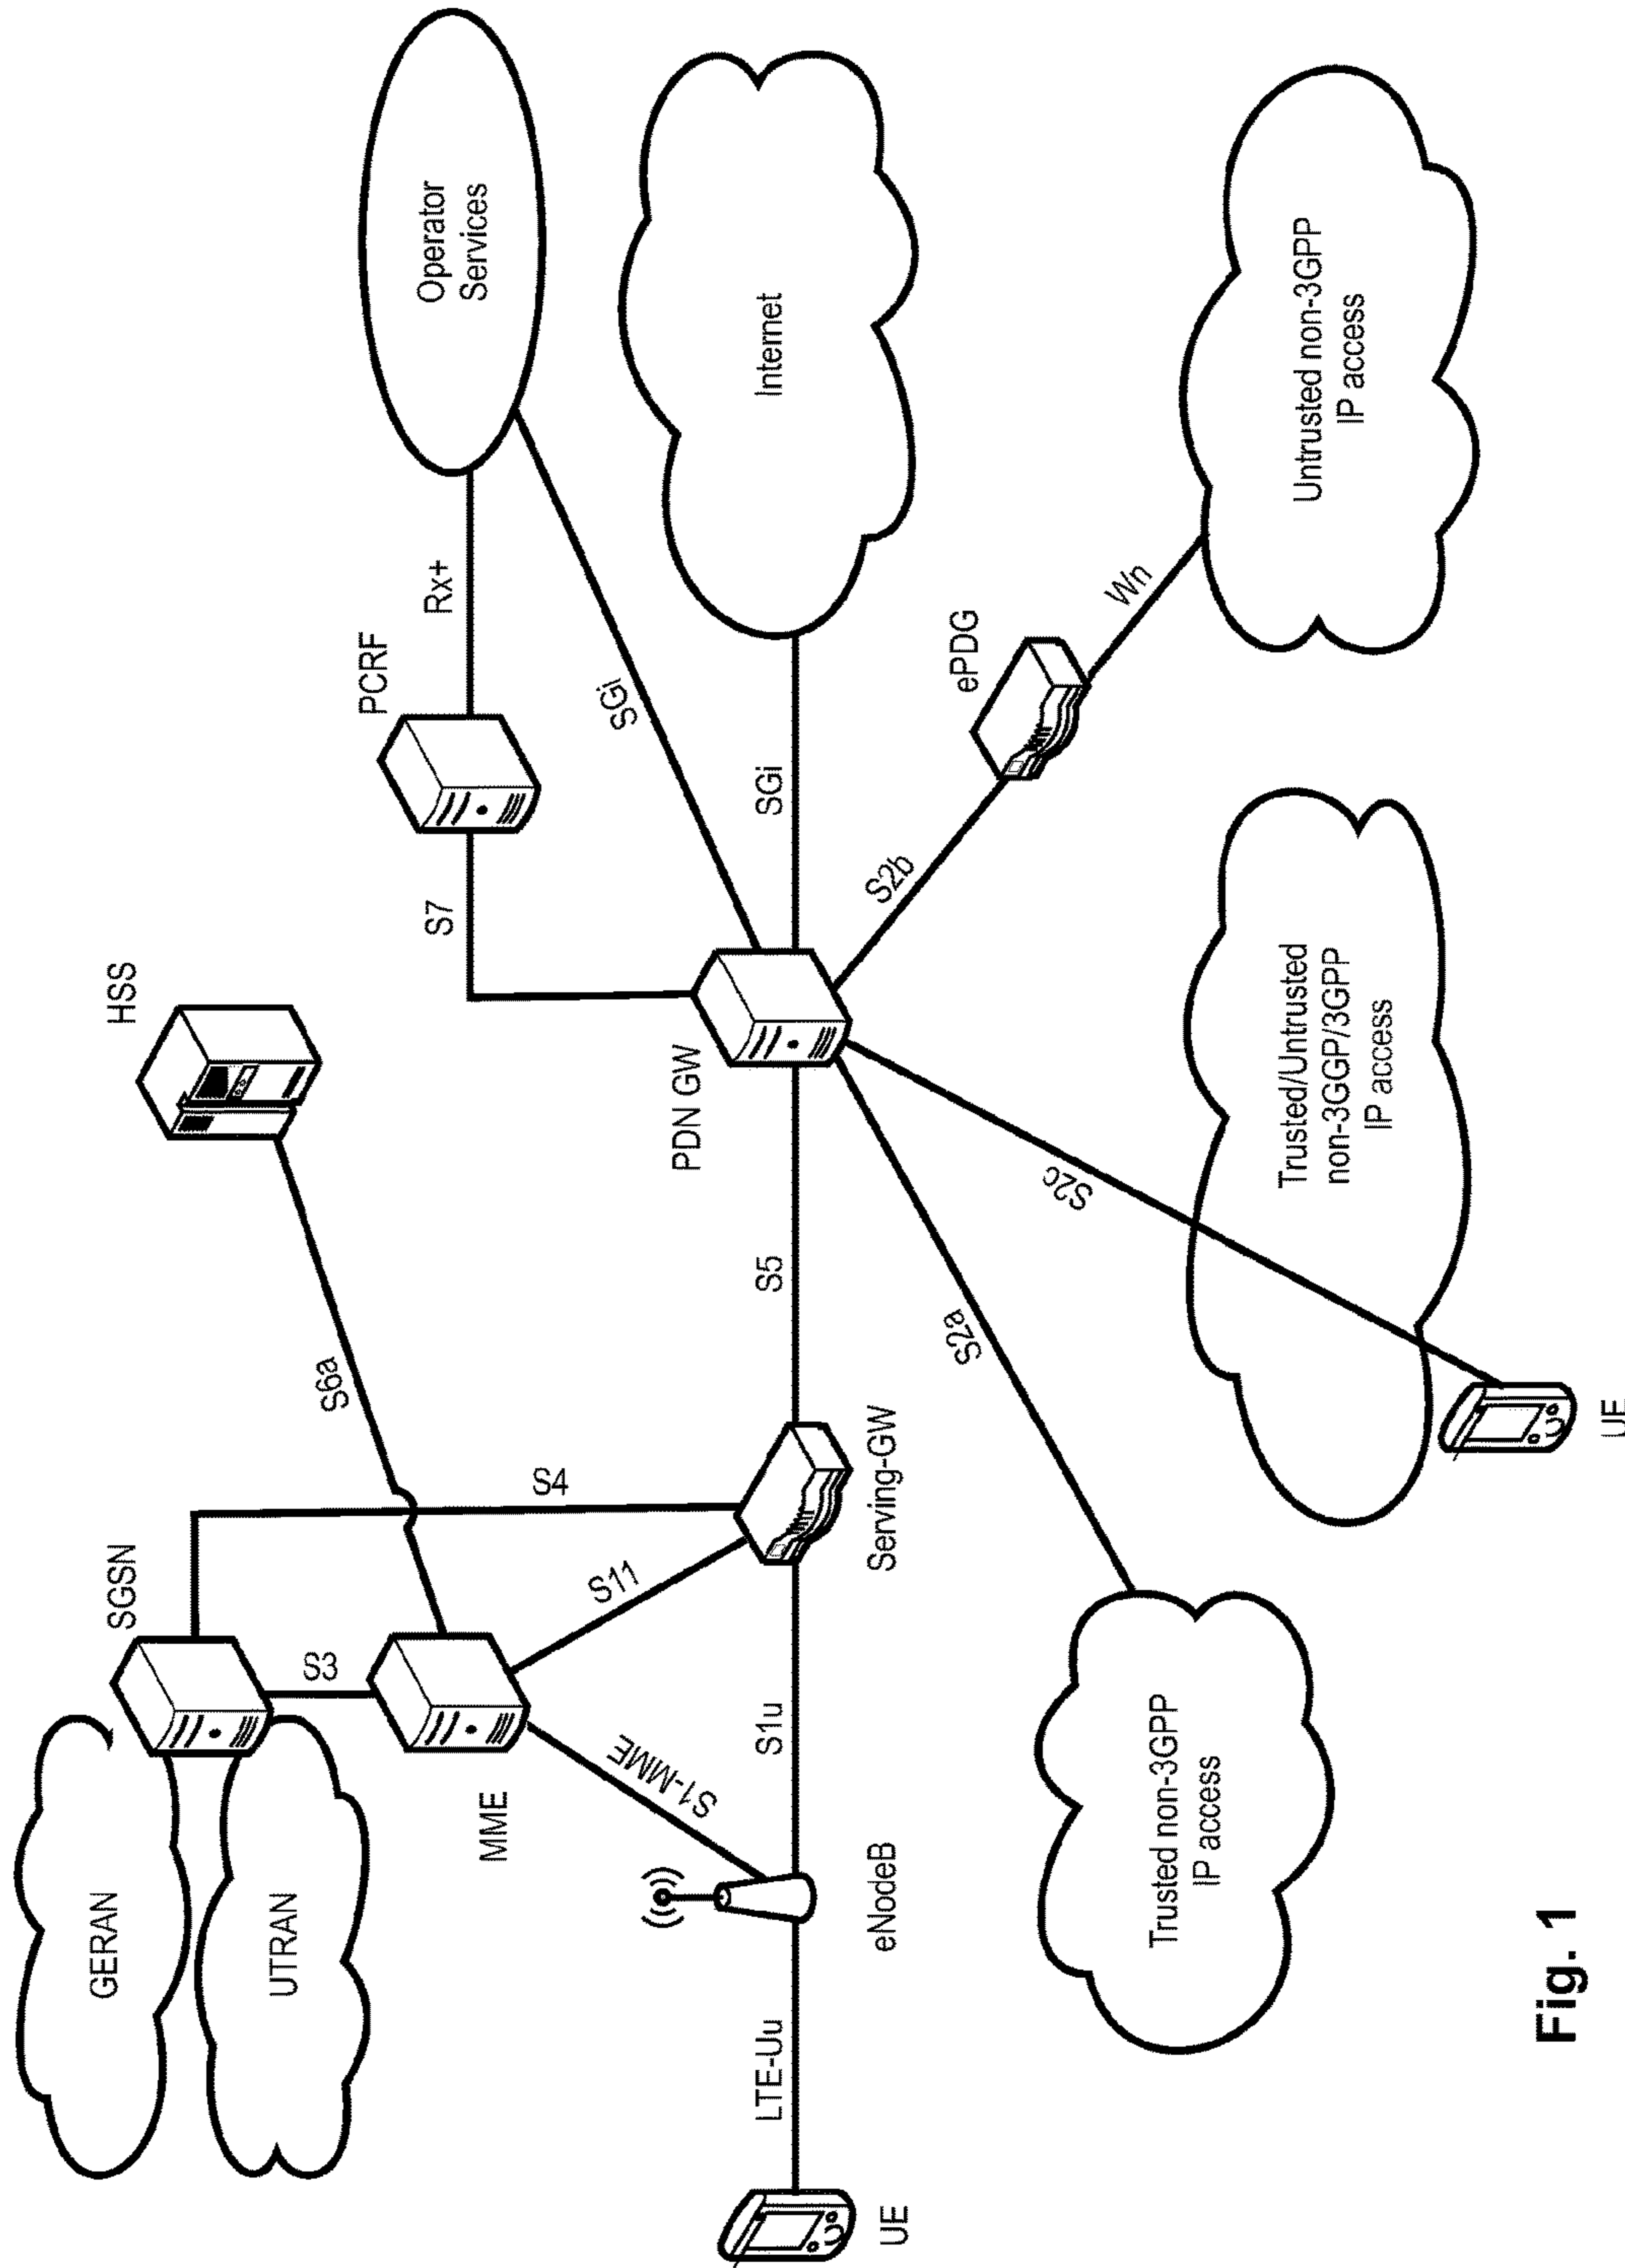 GERAN
UTRAN
SGSN
HSS
S3
S6a
S4
MME
S11
S1-MME
PCRF
S7
Rx+
Operator
Services
SGi
UE
LTE-Uu
eNodeB
S1u
Serving-GW
S5
PDN GW
SGi
Internet
S2a
S2c
S2b
ePDG
Wn
Trusted non-3GPP
IP access
Trusted/Untrusted
non-3GGP/3GPP
IP access
Untrusted non-3GPP
IP access
UE
Fig. 1